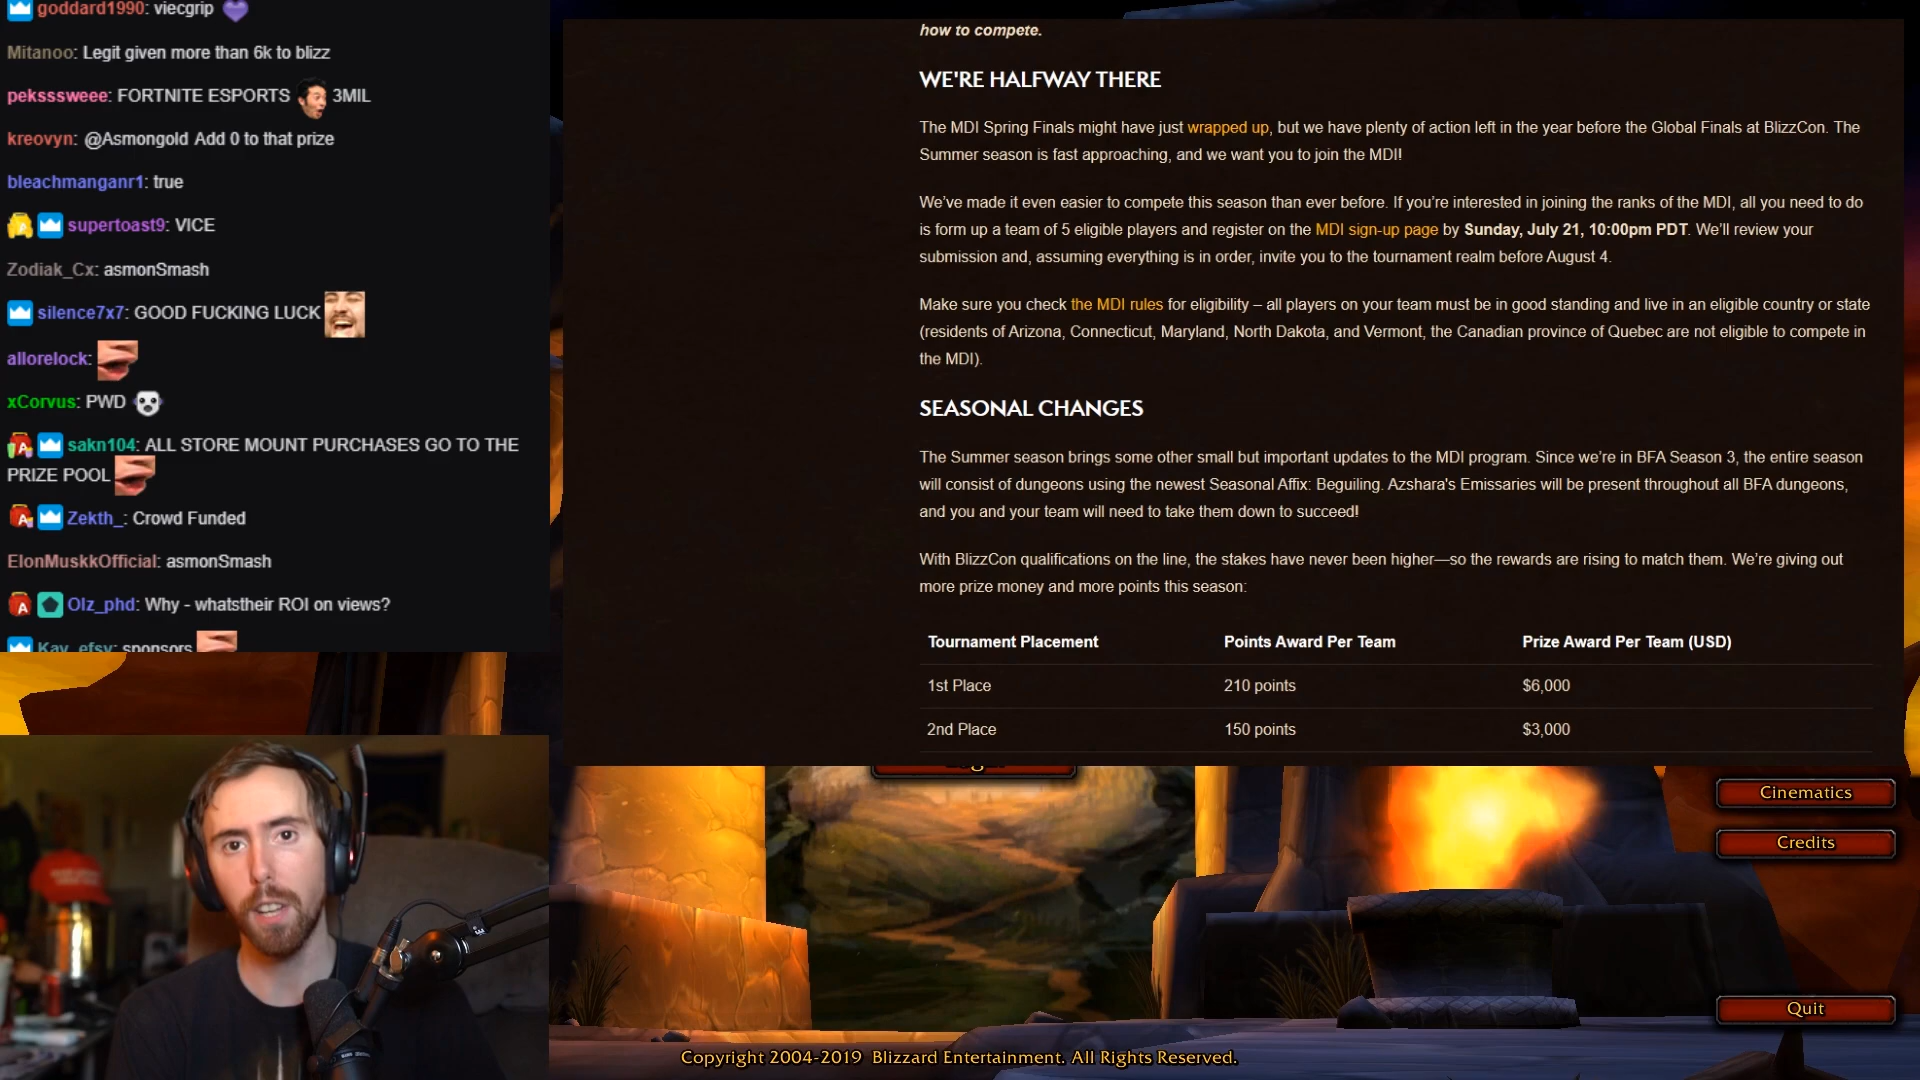 goddard1990: viecgrip
Mitanoo: Legit given more than 6k to blizz
peksssweee: FORTNITE ESPORTS 3MIL
kreovyn: @Asmongold Add 0 to that prize
bleachmanganr1: true
supertoast9: VICE
Zodiak_Cx: asmonSmash
silence7x7: GOOD FUCKING LUCK
allorelock:
xCorvus: PWD
sakn104: ALL STORE MOUNT PURCHASES GO TO THE
PRIZE POOL
Zekth_: Crowd Funded
ElonMuskkOfficial: asmonSmash
Olz_phd: Why - whatstheir ROI on views?
Kay_efsy: sponsors
how to compete.
WE'RE HALFWAY THERE
The MDI Spring Finals might have just wrapped up, but we have plenty of action left in the year before the Global Finals at BlizzCon. The
Summer season is fast approaching, and we want you to join the MDI!
We've made it even easier to compete this season than ever before. If you're interested in joining the ranks of the MDI, all you need to do
is form up a team of 5 eligible players and register on the MDI sign-up page by Sunday, July 21, 10:00pm PDT. We'll review your
submission and, assuming everything is in order, invite you to the tournament realm before August 4.
Make sure you check the MDI rules for eligibility – all players on your team must be in good standing and live in an eligible country or state
(residents of Arizona, Connecticut, Maryland, North Dakota, and Vermont, the Canadian province of Quebec are not eligible to compete in
the MDI).
SEASONAL CHANGES
The Summer season brings some other small but important updates to the MDI program. Since we're in BFA Season 3, the entire season
will consist of dungeons using the newest Seasonal Affix: Beguiling. Azshara's Emissaries will be present throughout all BFA dungeons,
and you and your team will need to take them down to succeed!
With BlizzCon qualifications on the line, the stakes have never been higher—so the rewards are rising to match them. We're giving out
more prize money and more points this season:
Tournament Placement Points Award Per Team Prize Award Per Team (USD)
1st Place 210 points $6,000
2nd Place 150 points $3,000
Cinematics
Credits
Quit
Copyright 2004-2019 Blizzard Entertainment. All Rights Reserved.